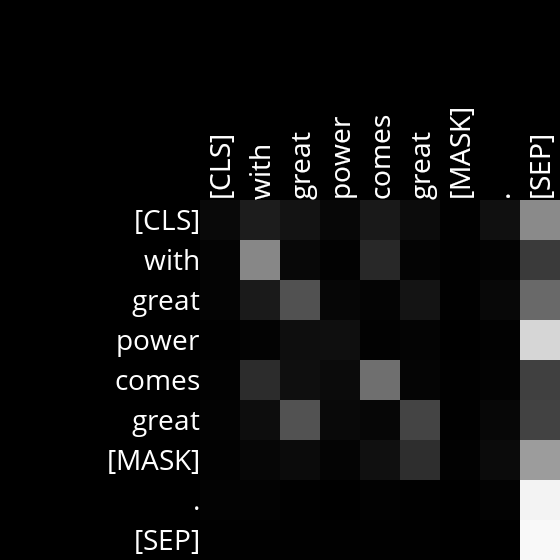 [CLS] with great power comes great [MASK] . [SEP]
[CLS]
with
great
power
comes
great
[MASK]
.
[SEP]